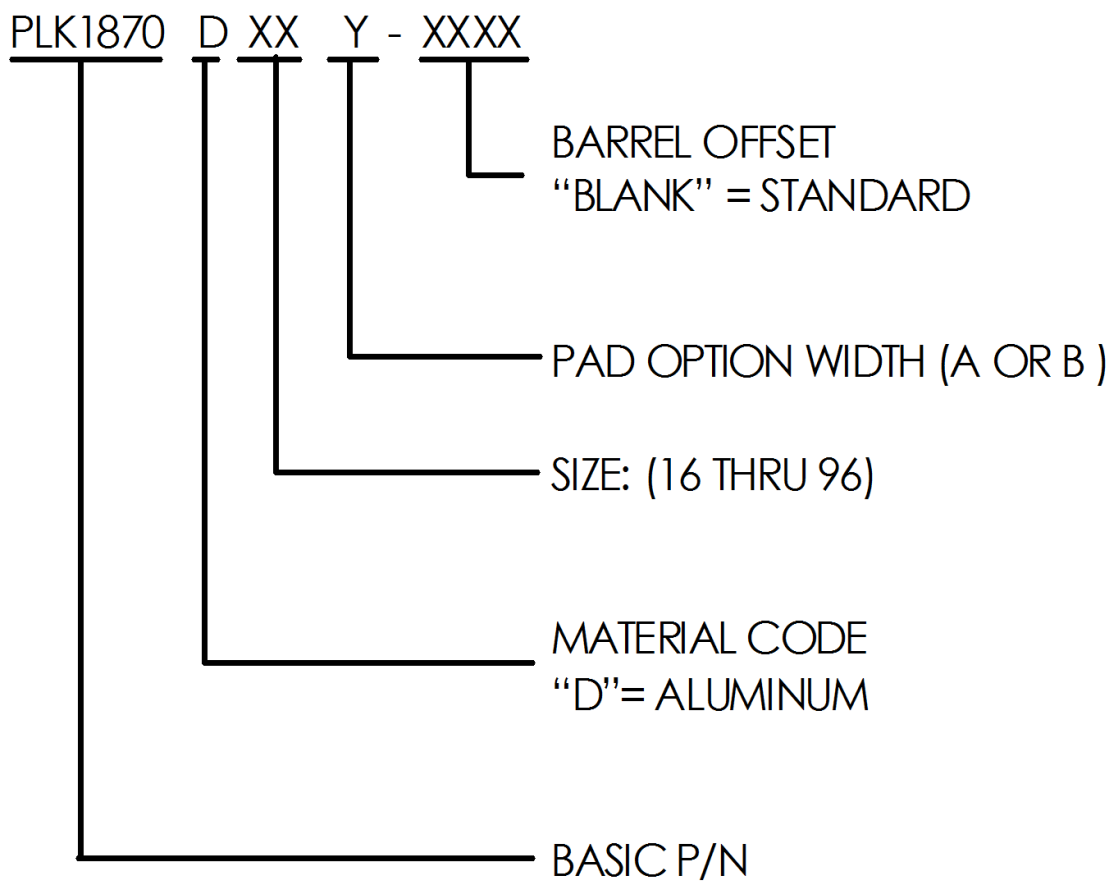 PLK1870 D XX Y - XXXX
BARREL OFFSET
“BLANK” = STANDARD
PAD OPTION WIDTH (A OR B )
SIZE: (16 THRU 96)
MATERIAL CODE
“D”= ALUMINUM
BASIC P/N